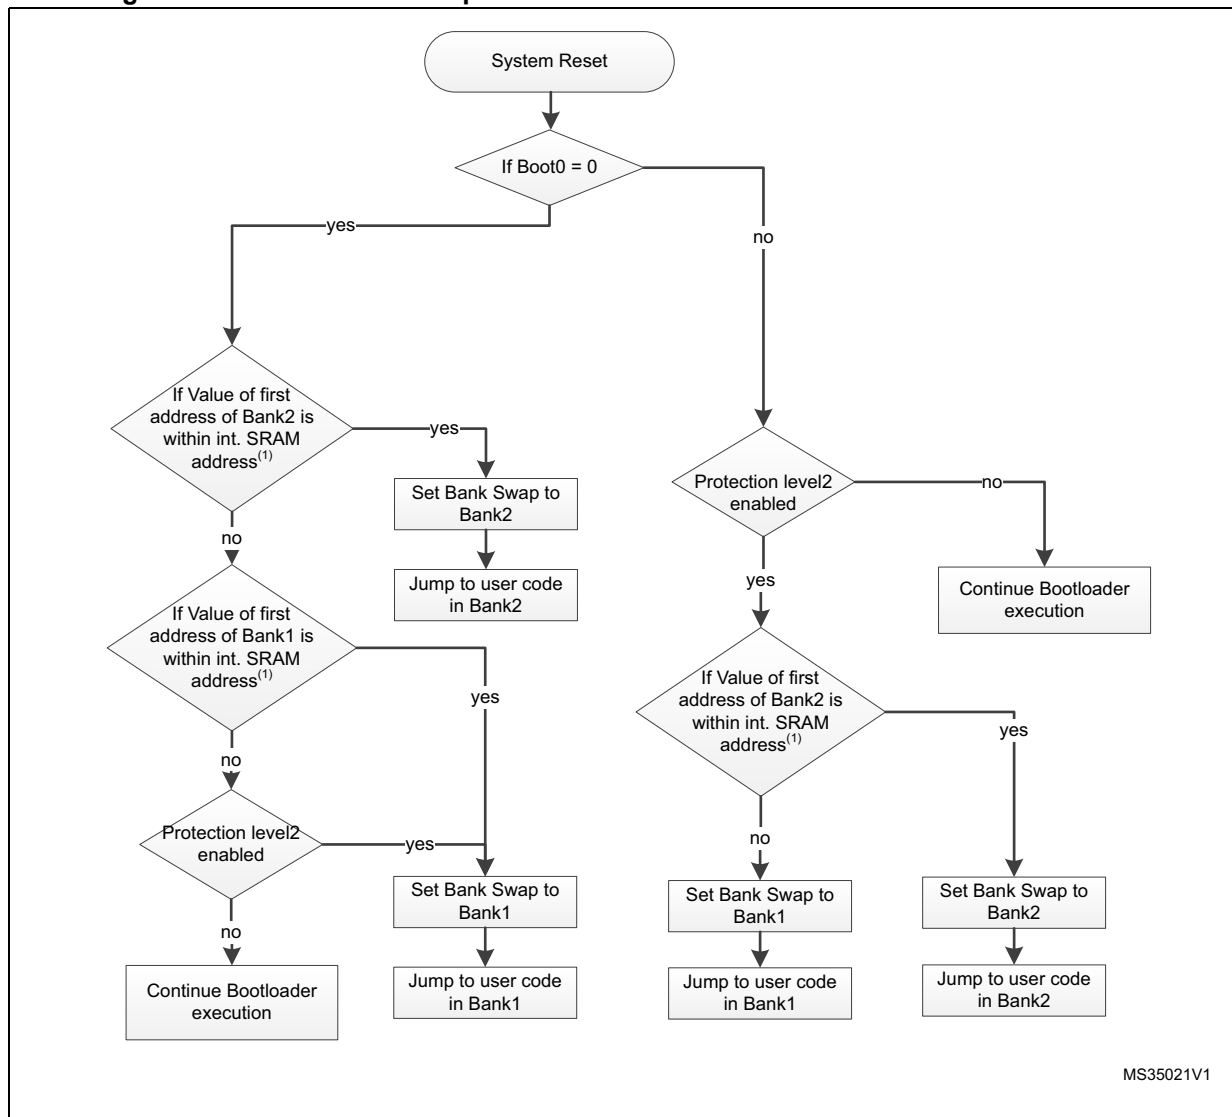 System Reset
If Boot0 = 0
yes
no
If Value of first
address of Bank2 is
within int. SRAM
address(1)
yes
Set Bank Swap to
Bank2
Jump to user code
in Bank2
no
If Value of first
address of Bank1 is
within int. SRAM
address(1)
yes
no
Protection level2
enabled
yes
Set Bank Swap to
Bank1
Jump to user code
in Bank1
no
Continue Bootloader
execution
Protection level2
enabled
no
Continue Bootloader
execution
yes
If Value of first
address of Bank2 is
within int. SRAM
address(1)
yes
no
Set Bank Swap to
Bank1
Jump to user code
in Bank1
Set Bank Swap to
Bank2
Jump to user code
in Bank2
MS35021V1